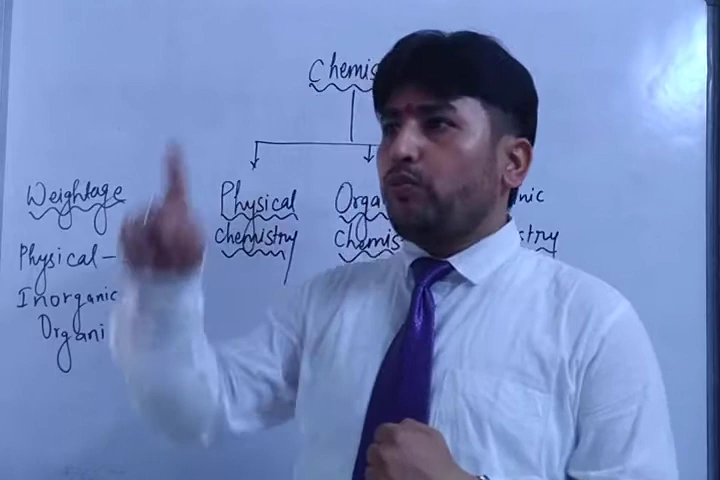 Chemis
Physical
Chemistry
Orga
Chemis
nic
stry
Weightage
Physical -
Inorganic
Organi